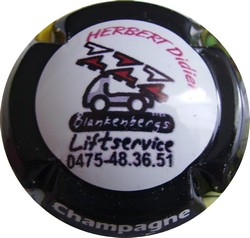 HERBERT Didier
Blankenbergs
Liftservice
0475-48.36.51
Champagne